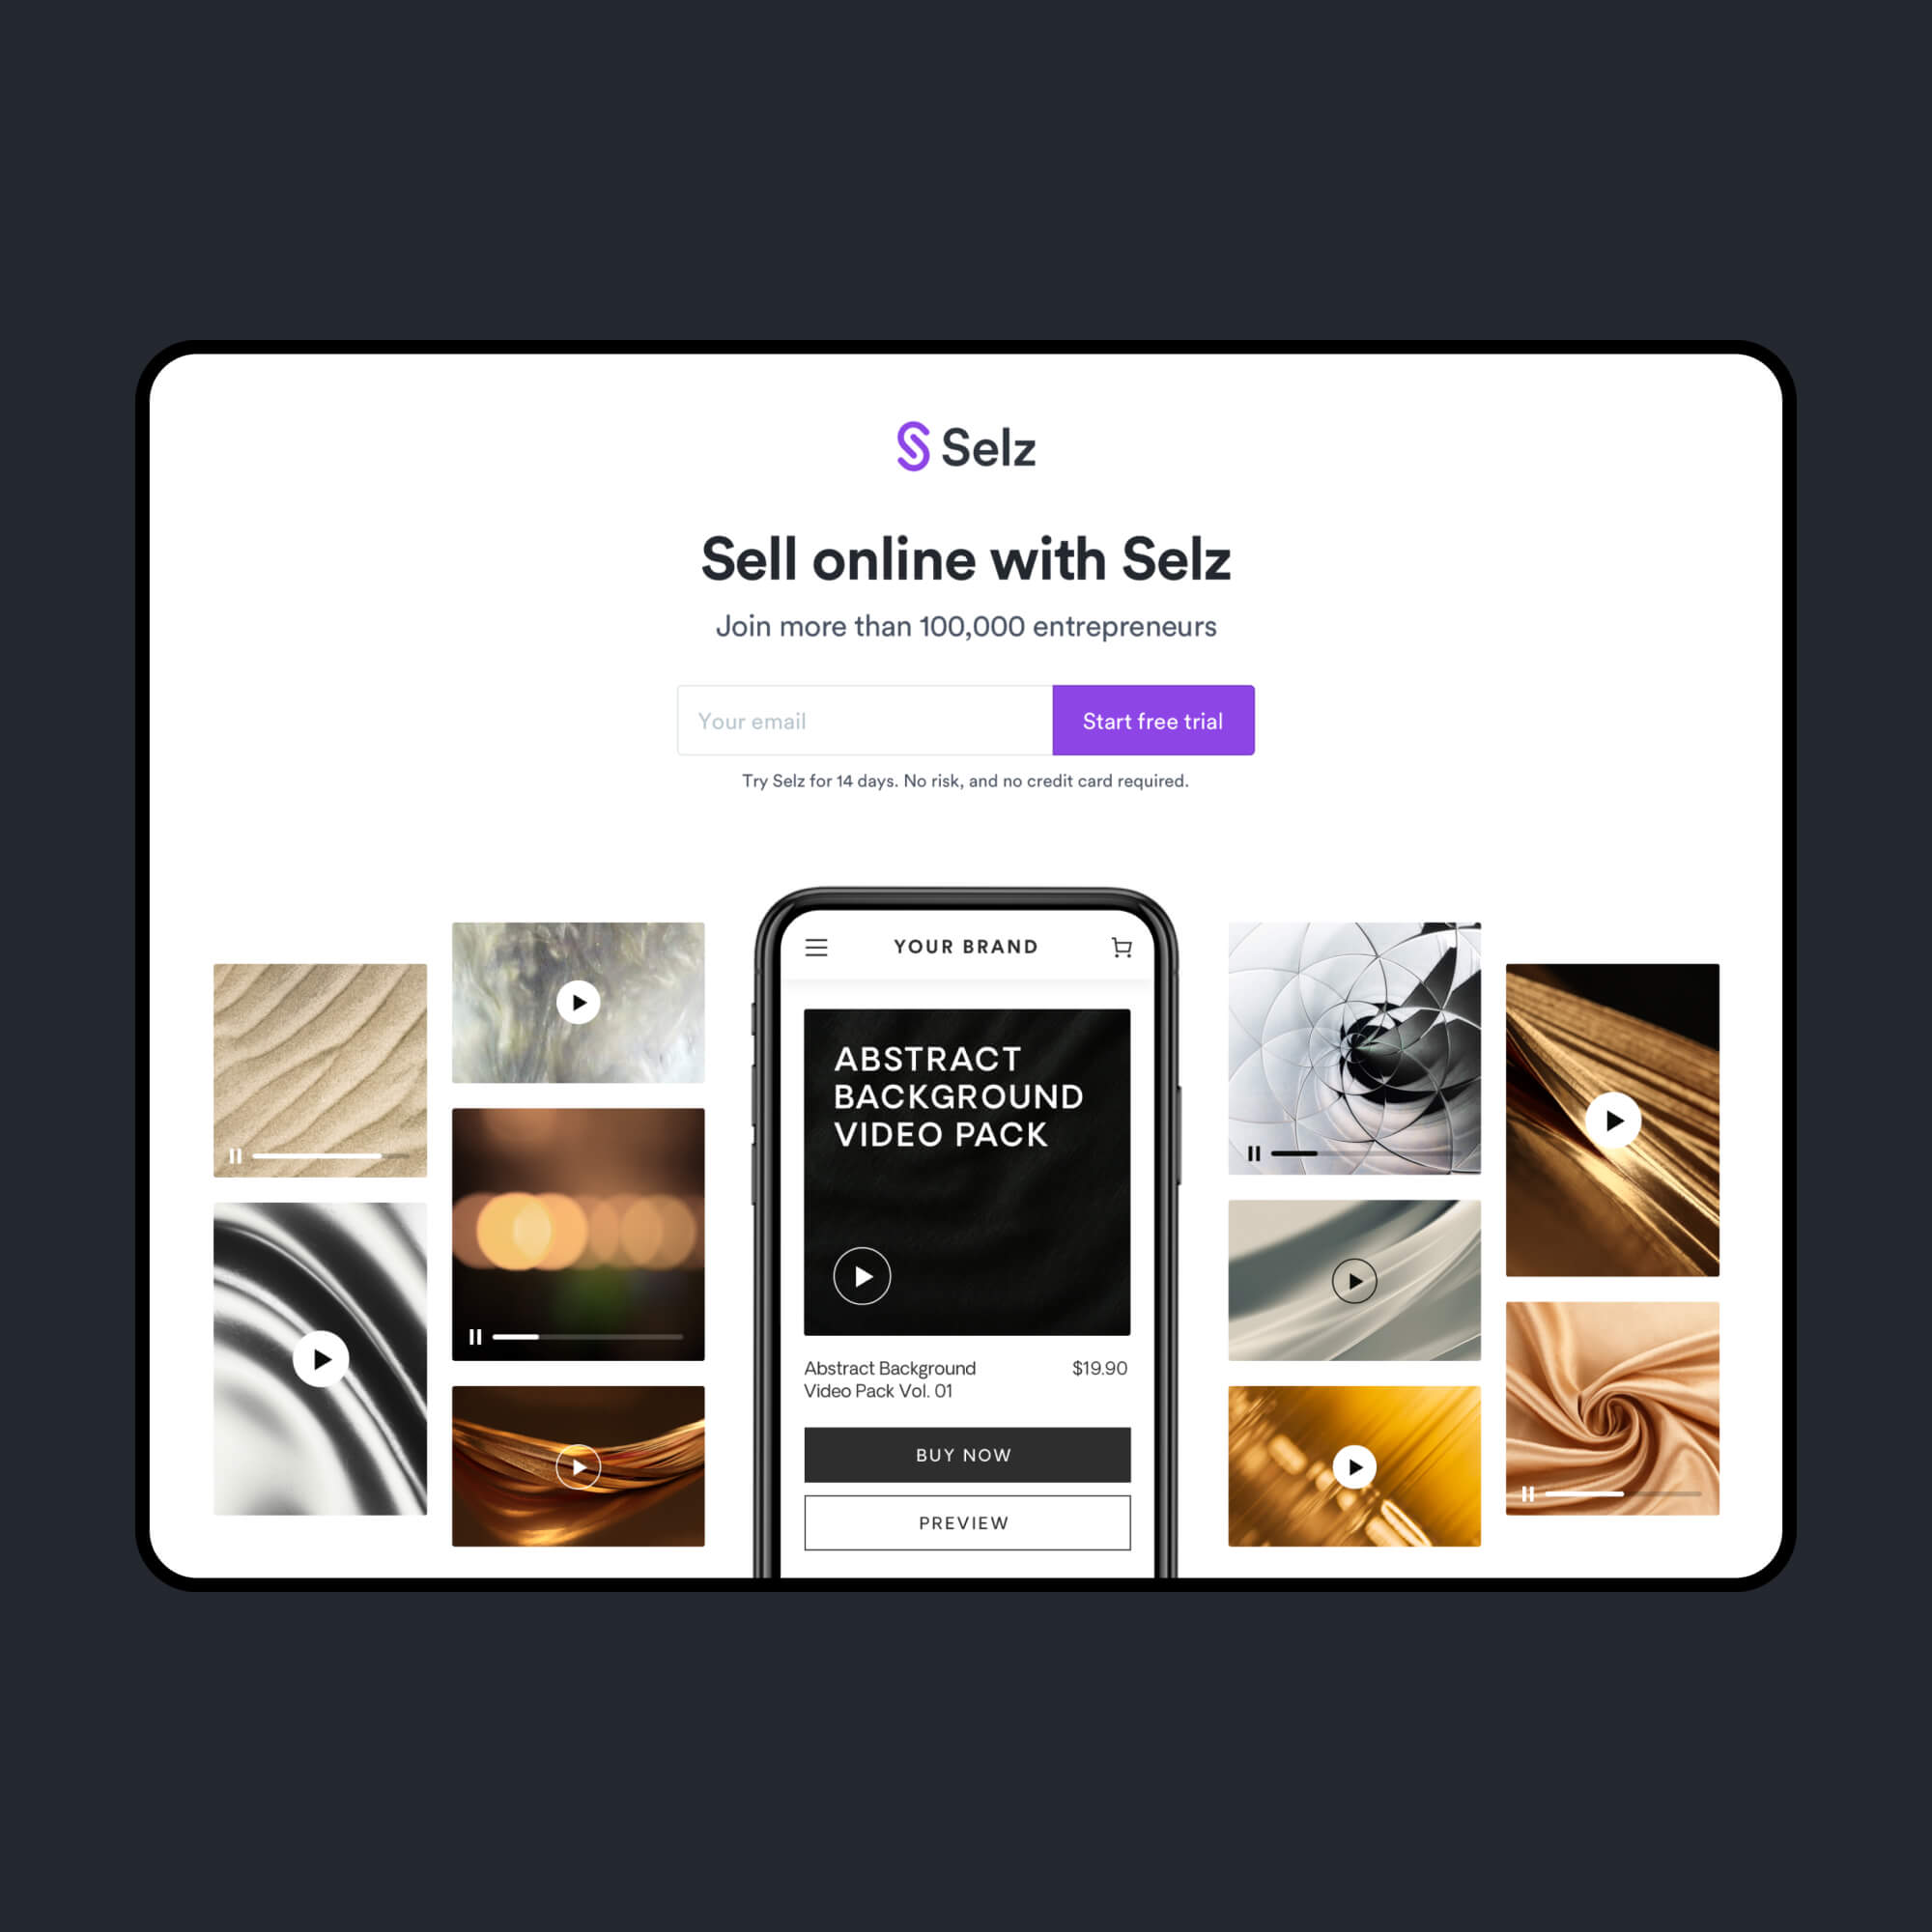 Selz
Sell online with Selz
Join more than 100,000 entrepreneurs
Your email
Start free trial
Try Selz for 14 days. No risk, and no credit card required.
YOUR BRAND
ABSTRACT
BACKGROUND
VIDEO PACK
Abstract Background
Video Pack Vol. 01
$19.90
BUY NOW
PREVIEW